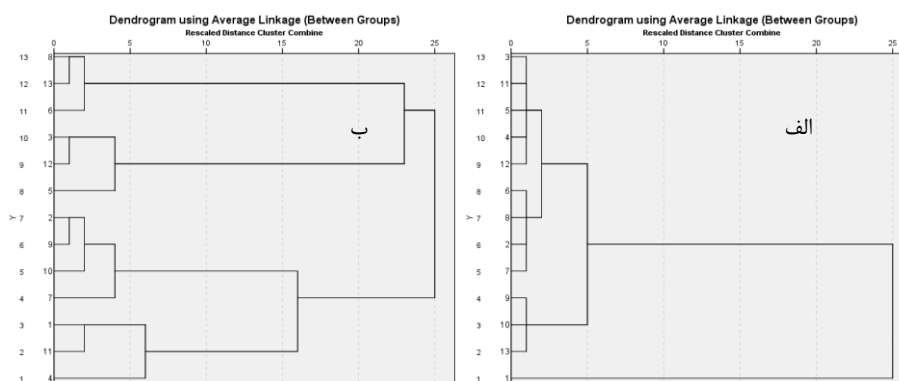 Dendrogram using Average Linkage (Between Groups)
Rescaled Distance Cluster Combine
0 5 10 15 20 25
13 8
12 13
11 6
10 3
9 12
8 5
Y
7 2
6 9
5 10
4 7
3 1
2 11
1 4
ب
Dendrogram using Average Linkage (Between Groups)
Rescaled Distance Cluster Combine
0 5 10 15 20 25
13 3
12 11
11 5
10 4
9 12
8 6
Y
7 8
6 2
5 7
4 9
3 10
2 13
1 1
الف